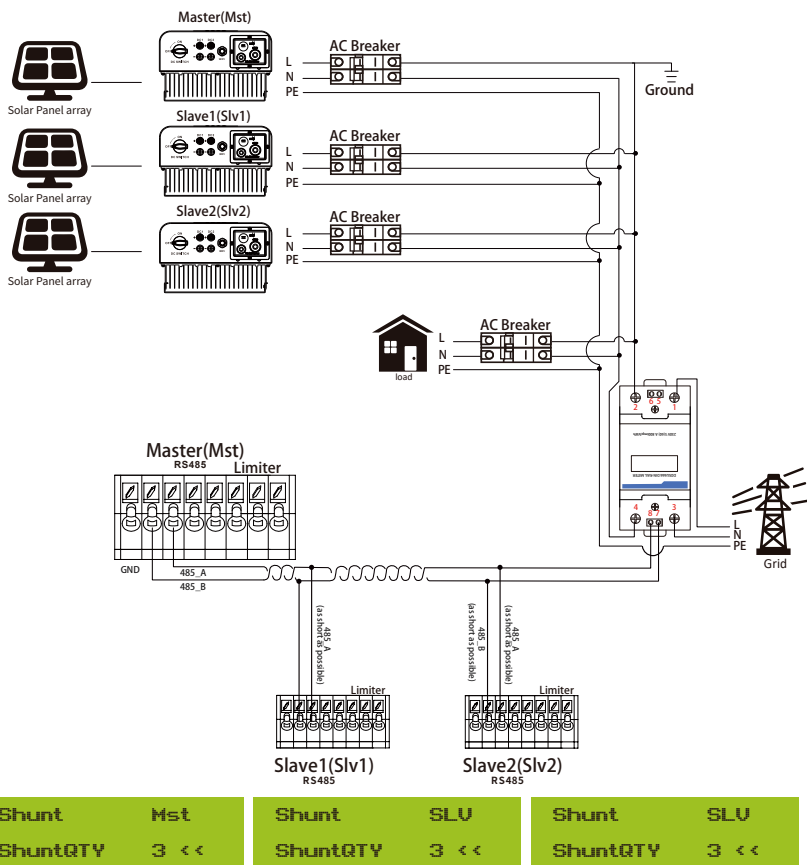 Master(Mst)
AC Breaker
L
N
PE
Ground
Solar Panel array
Slave1(Slv1)
AC Breaker
L
N
PE
Solar Panel array
Slave2(Slv2)
AC Breaker
L
N
PE
Solar Panel array
AC Breaker
L
N
PE
load
6 5
2
1
4
8 7
3
L
N
PE
Grid
Master(Mst)
RS485
Limiter
GND
485_A
485_B
485_A
(as short as possible)
485_B
(as short as possible)
485_A
(as short as possible)
Limiter
Limiter
Slave1(Slv1)
RS485
Slave2(Slv2)
RS485
Shunt Mst
ShuntQTY 3 <<
Shunt SLV
ShuntQTY 3 <<
Shunt SLV
ShuntQTY 3 <<